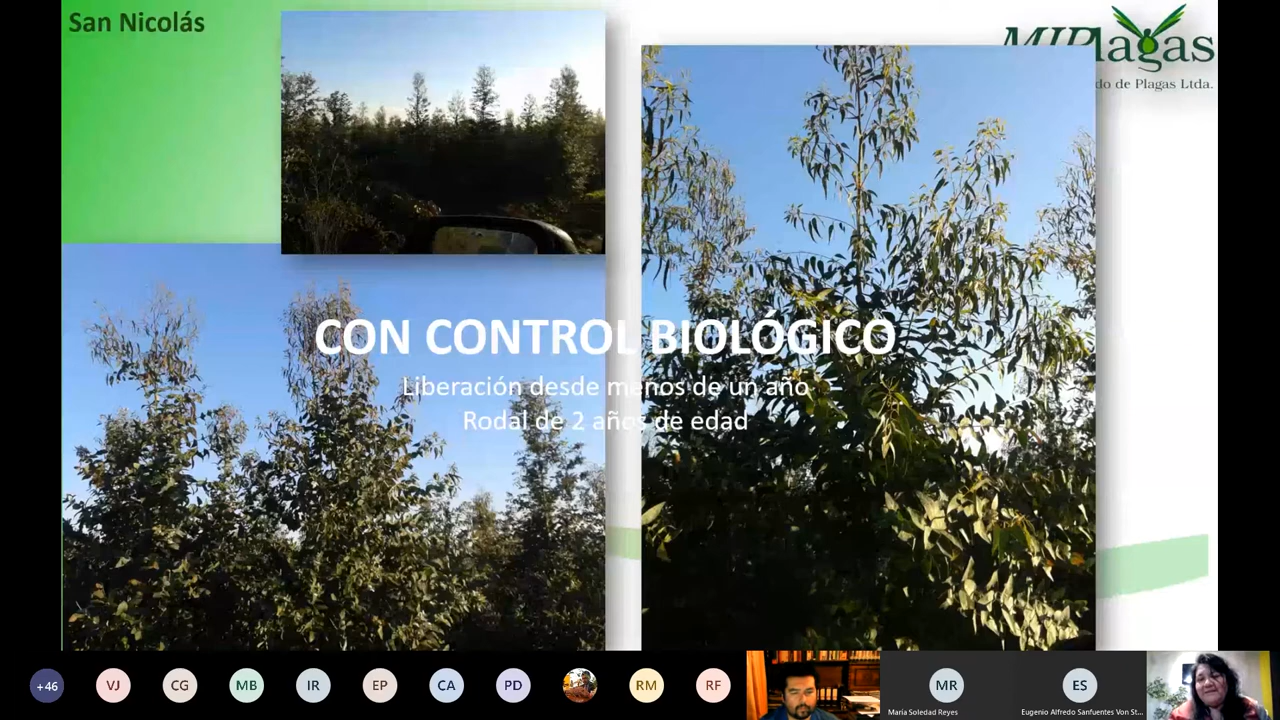 San Nicolás
MIPlagas
do de Plagas Ltda.
CON CONTROL BIOLÓGICO
Liberación desde menos de un año –
Rodal de 2 años de edad
+46
VJ
CG
MB
IR
EP
CA
PD
RM
RF
MR
ES
María Soledad Reyes
Eugenio Alfredo Sanfuentes Von St...